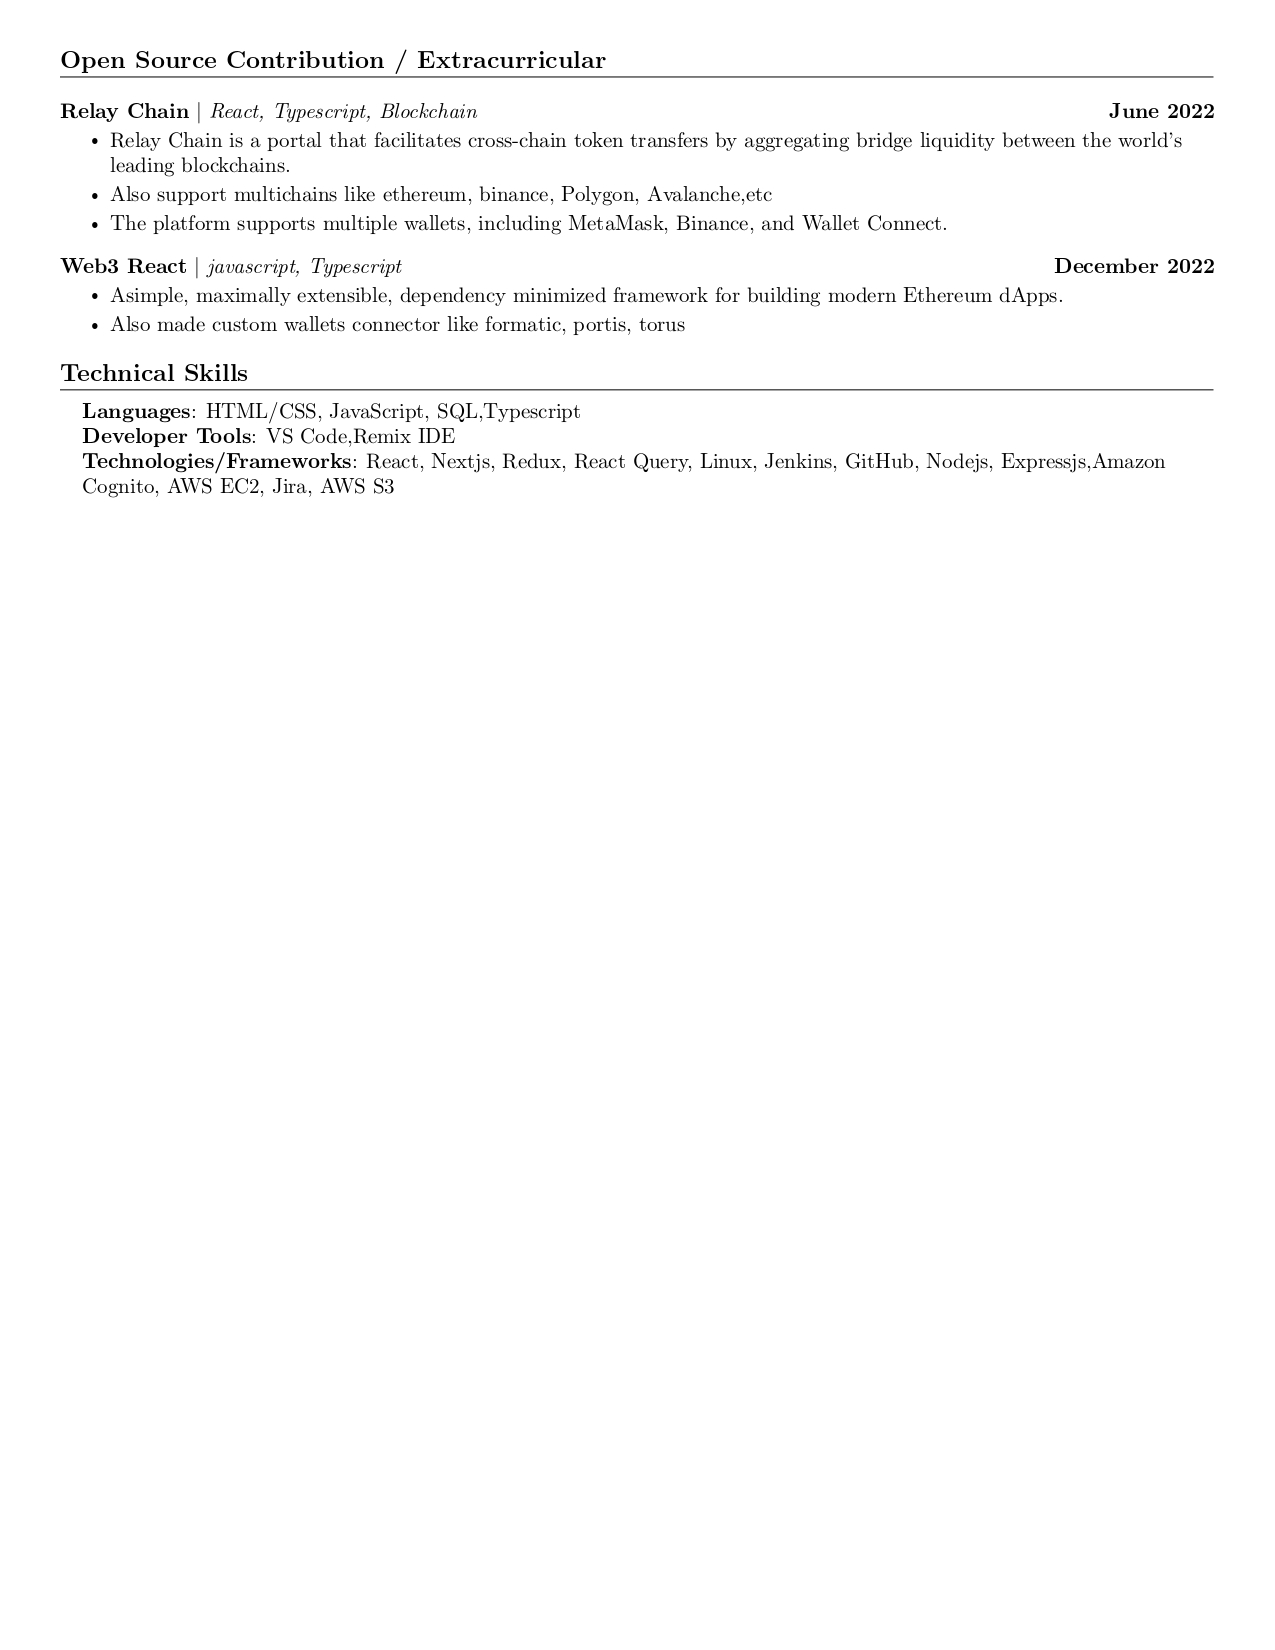 Open Source Contribution / Extracurricular
Relay Chain | React, Typescript, Blockchain June 2022
• Relay Chain is a portal that facilitates cross-chain token transfers by aggregating bridge liquidity between the world's
leading blockchains.
• Also support multichains like ethereum, binance, Polygon, Avalanche,etc
• The platform supports multiple wallets, including MetaMask, Binance, and Wallet Connect.
Web3 React | javascript, Typescript December 2022
• Asimple, maximally extensible, dependency minimized framework for building modern Ethereum dApps.
• Also made custom wallets connector like formatic, portis, torus
Technical Skills
Languages: HTML/CSS, JavaScript, SQL,Typescript
Developer Tools: VS Code,Remix IDE
Technologies/Frameworks: React, Nextjs, Redux, React Query, Linux, Jenkins, GitHub, Nodejs, Expressjs,Amazon
Cognito, AWS EC2, Jira, AWS S3